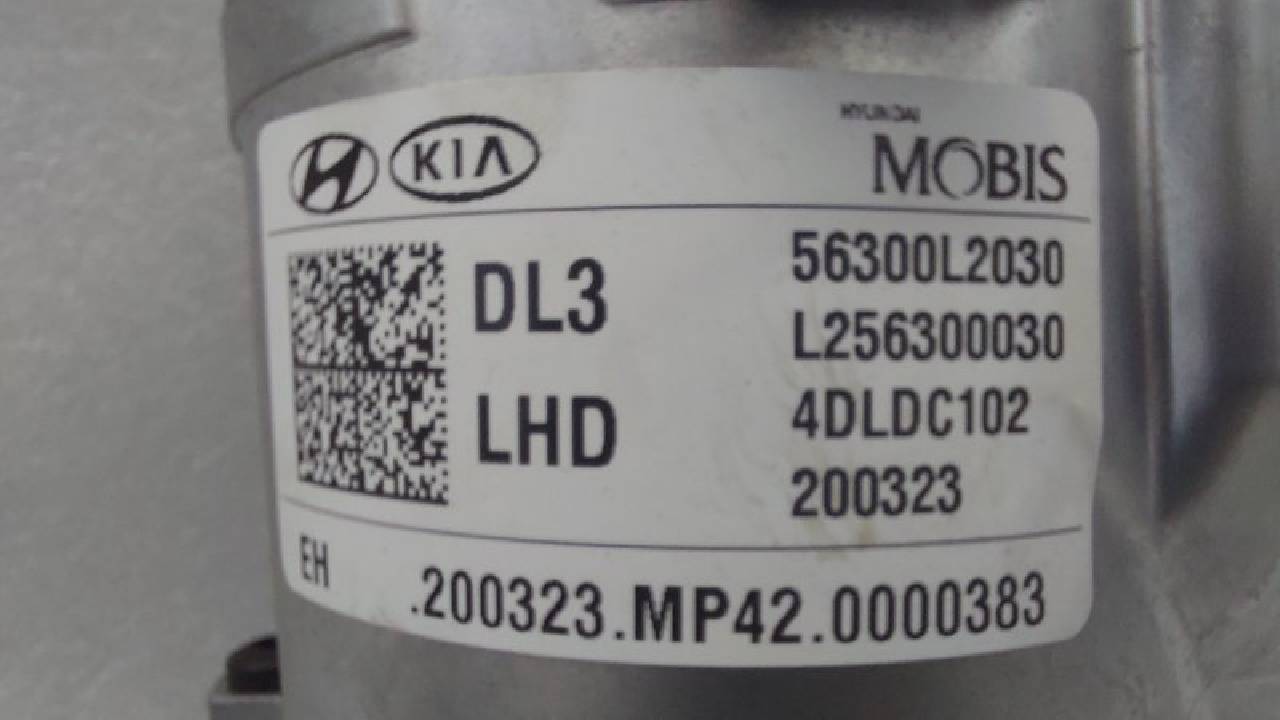 KIA
HYUNDAI
MOBIS
DL3
LHD
56300L2030
L256300030
4DLDC102
200323
EH
.200323.MP42.0000383